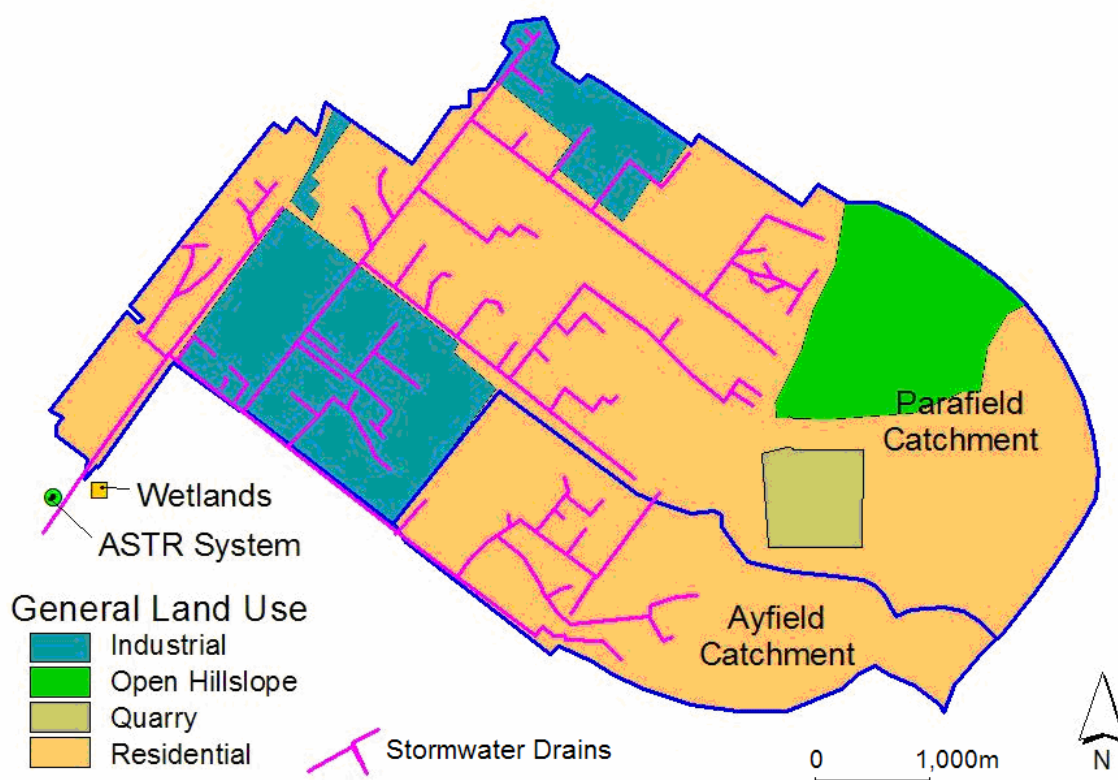 Parafield
Catchment
Wetlands
ASTR System
General Land Use
Industrial
Open Hillslope
Quarry
Residential
Ayfield
Catchment
Stormwater Drains
0 1,000m
N